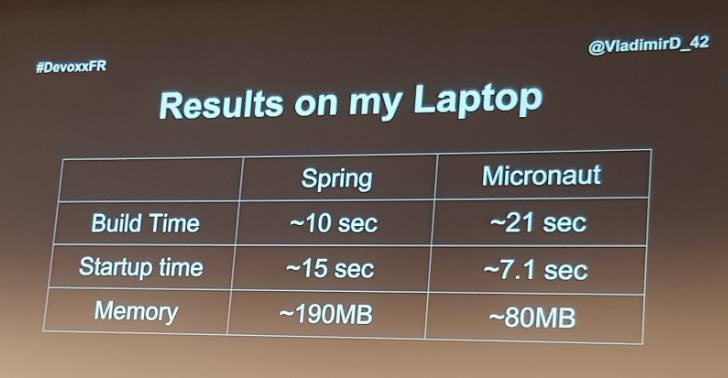 #DevoxxFR
@VladimirD_42
Results on my Laptop
Spring Micronaut
Build Time ~10 sec ~21 sec
Startup time ~15 sec ~7.1 sec
Memory ~190MB ~80MB